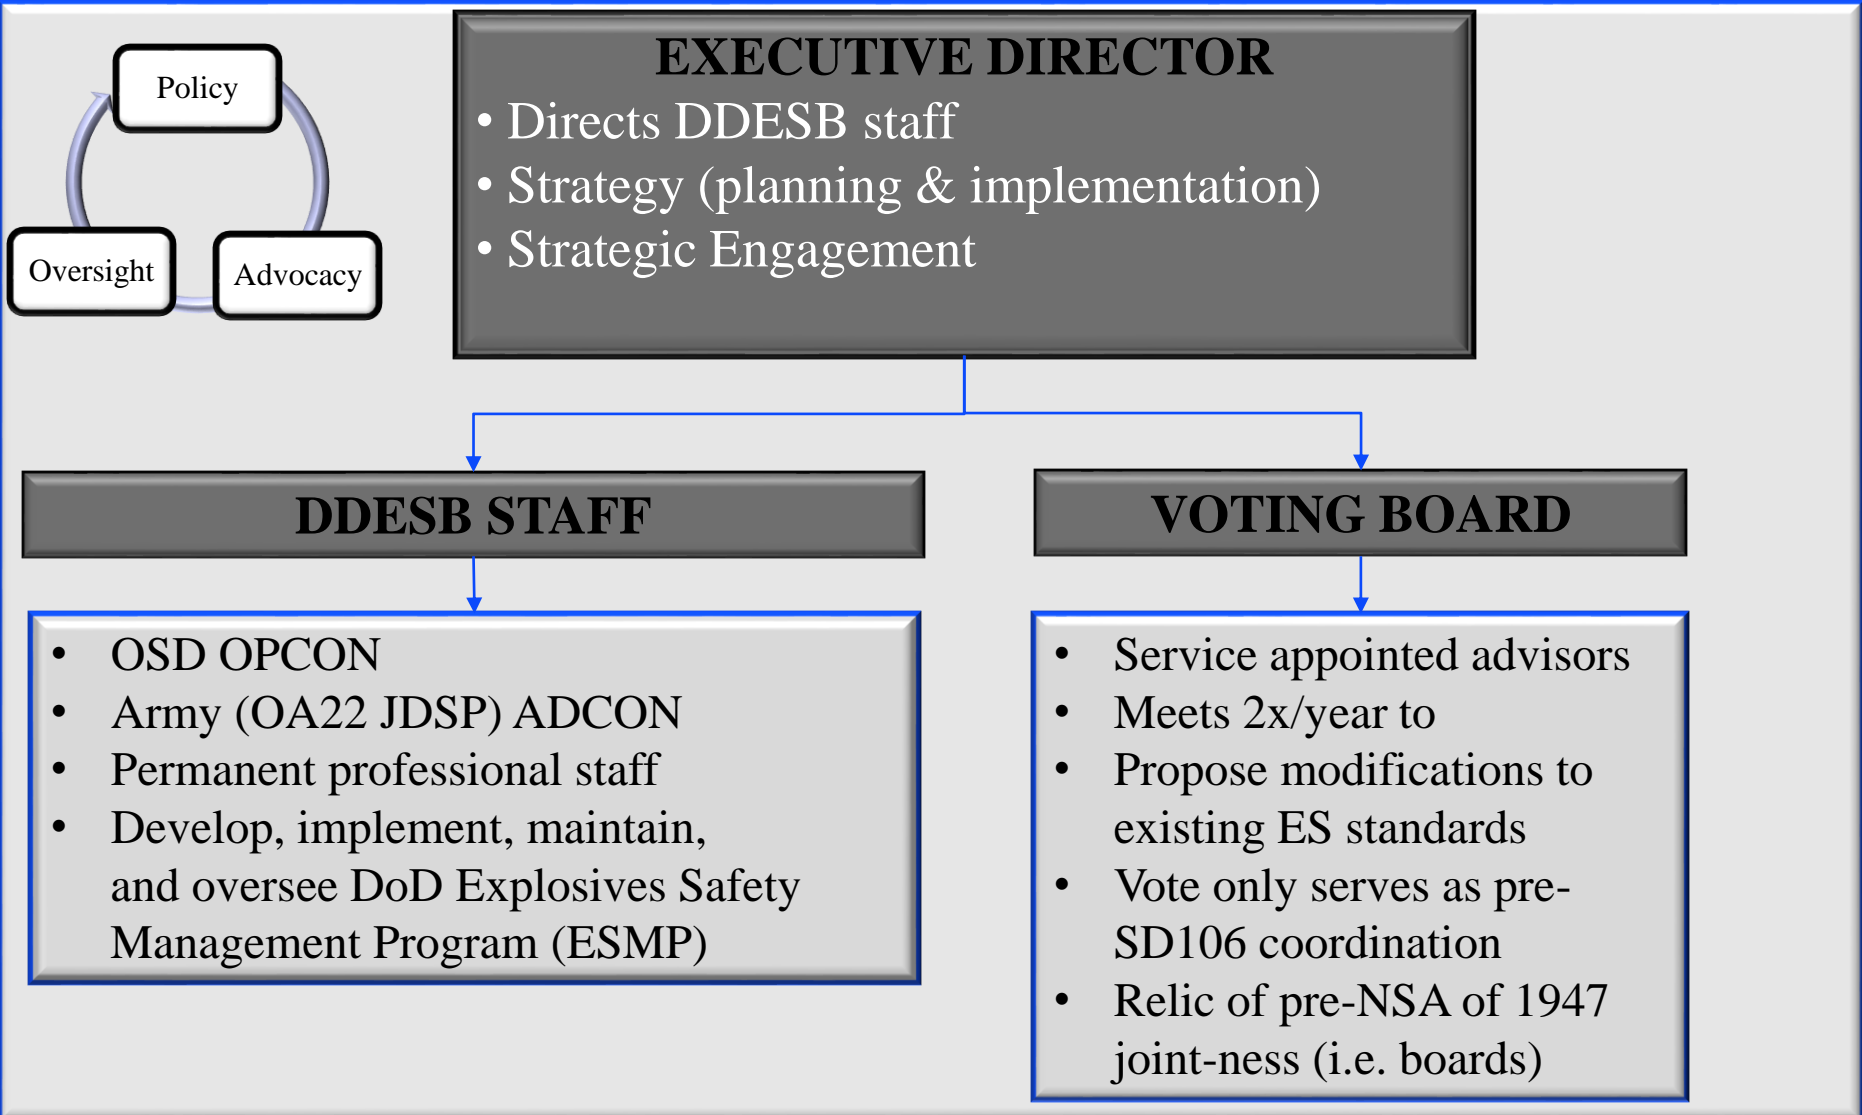 Policy
Oversight
Advocacy
EXECUTIVE DIRECTOR
• Directs DDESB staff
• Strategy (planning & implementation)
• Strategic Engagement
DDESB STAFF
• OSD OPCON
• Army (OA22 JDSP) ADCON
• Permanent professional staff
• Develop, implement, maintain,
and oversee DoD Explosives Safety
Management Program (ESMP)
VOTING BOARD
• Service appointed advisors
• Meets 2x/year to
• Propose modifications to
existing ES standards
• Vote only serves as pre-
SD106 coordination
• Relic of pre-NSA of 1947
joint-ness (i.e. boards)